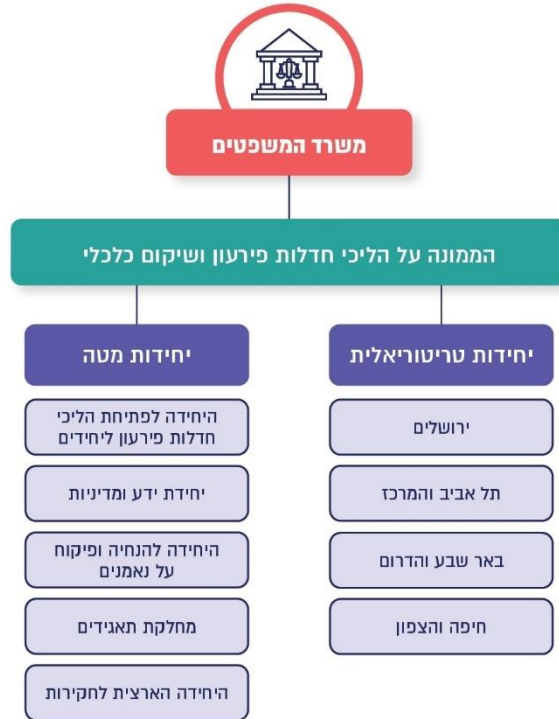 משרד המשפטים
הממונה על הליכי חדלות פירעון ושיקום כלכלי
יחידות טריטוריאלית
ירושלים
תל אביב והמרכז
באר שבע והדרום
חיפה והצפון
יחידות מטה
היחידה לפתיחת הליכי
חדלות פירעון ליחידים
יחידת ידע ומדיניות
היחידה להנחיה ופיקוח
על נאמנים
מחלקת תאגידים
היחידה הארצית לחקירות